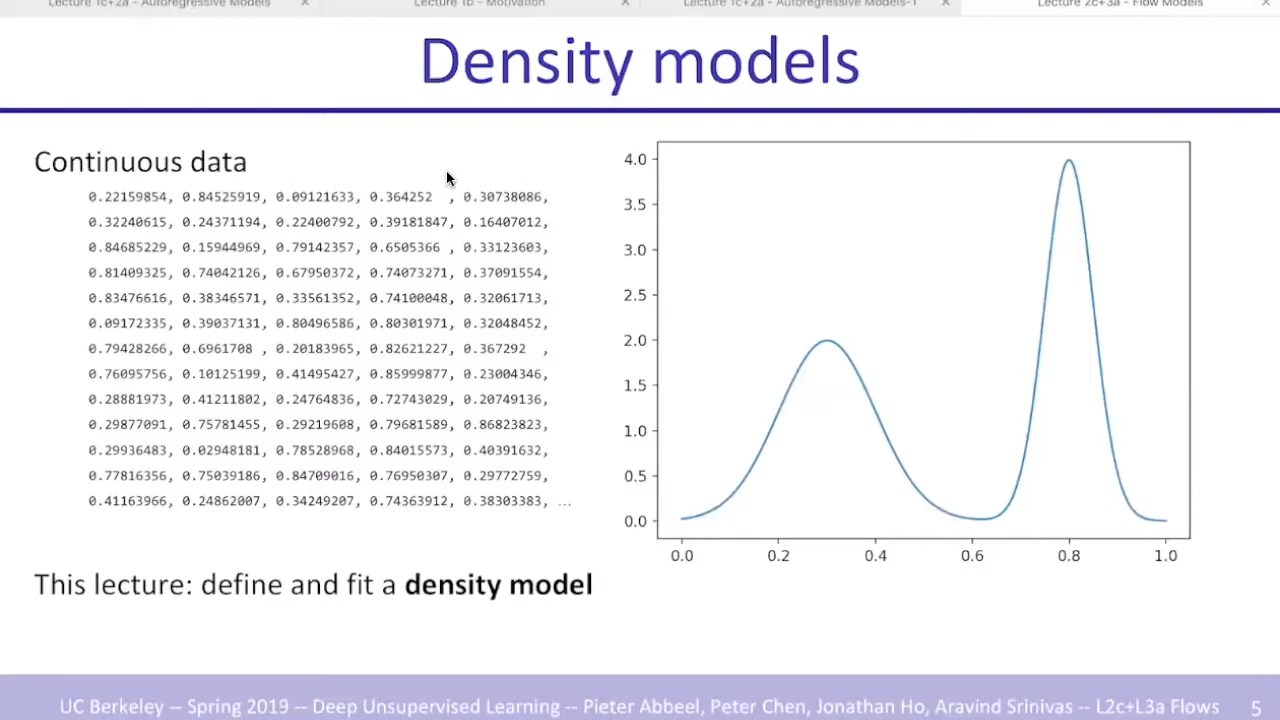 Lecture 1c+2a - Autoregressive Models × Lecture 1b - Motivation × Lecture 1c+2a - Autoregressive Models-1 × Lecture 2c+3a - Flow Models ×
Density models
Continuous data
0.22159854, 0.84525919, 0.09121633, 0.364252 , 0.30738086,
0.32240615, 0.24371194, 0.22400792, 0.39181847, 0.16407012,
0.84685229, 0.15944969, 0.79142357, 0.6505366 , 0.33123603,
0.81409325, 0.74042126, 0.67950372, 0.74073271, 0.37091554,
0.83476616, 0.38346571, 0.33561352, 0.74100048, 0.32061713,
0.09172335, 0.39037131, 0.80496586, 0.80301971, 0.32048452,
0.79428266, 0.6961708 , 0.20183965, 0.82621227, 0.367292 ,
0.76095756, 0.10125199, 0.41495427, 0.85999877, 0.23004346,
0.28881973, 0.41211802, 0.24764836, 0.72743029, 0.20749136,
0.29877091, 0.75781455, 0.29219608, 0.79681589, 0.86823823,
0.29936483, 0.02948181, 0.78528968, 0.84015573, 0.40391632,
0.77816356, 0.75039186, 0.84709016, 0.76950307, 0.29772759,
0.41163966, 0.24862007, 0.34249207, 0.74363912, 0.38303383, ...
4.0
3.5
3.0
2.5
2.0
1.5
1.0
0.5
0.0
0.0 0.2 0.4 0.6 0.8 1.0
This lecture: define and fit a density model
UC Berkeley -- Spring 2019 -- Deep Unsupervised Learning -- Pieter Abbeel, Peter Chen, Jonathan Ho, Aravind Srinivas -- L2c+L3a Flows 5